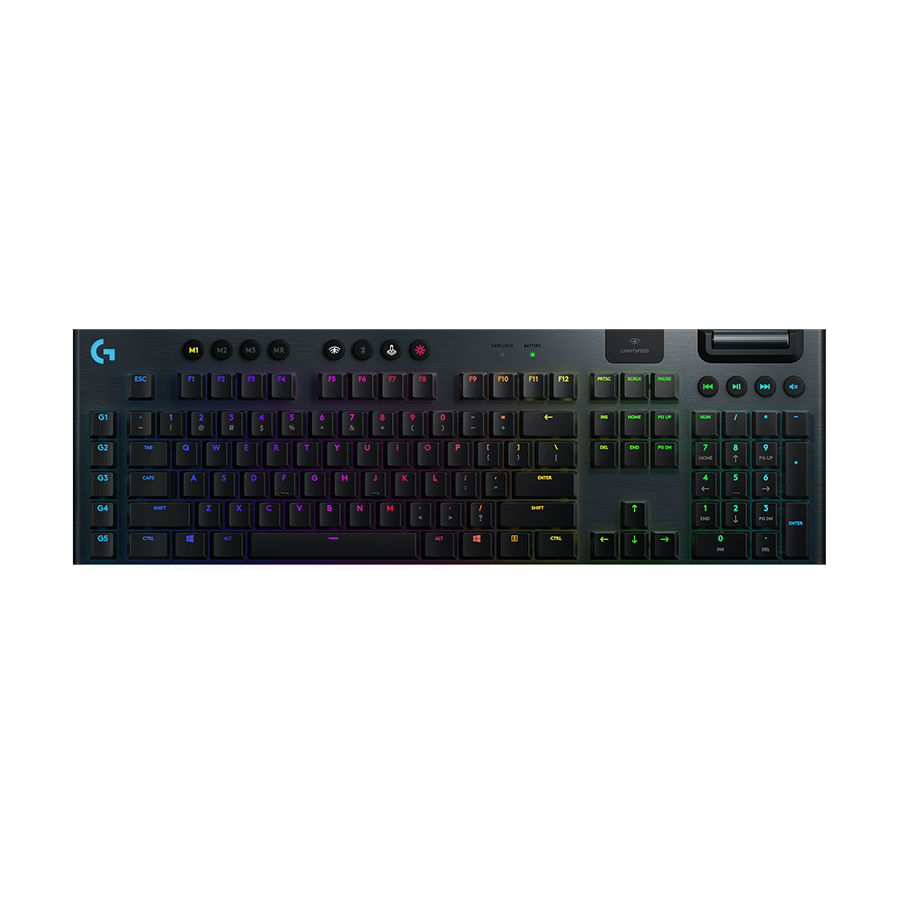 M1 M2 M3 MR CAPS LOCK BATTERY LIGHTSPEED
ESC F1 F2 F3 F4 F5 F6 F7 F8 F9 F10 F11 F12 PRTSC SCRLK PAUSE
G1 1 ! 2 @ 3 # 4 $ 5 % 6 ^ 7 & 8 * 9 ( 0 ) - = + ← INS HOME PG UP NUM / * -
G2 TAB Q W E R T Y U I O P [ { ] } \ | DEL END PG DN 7 HOME 8 ↑ 9 PG UP +
G3 CAPS A S D F G H J K L ; : ENTER 4 ← 5 6 →
G4 SHIFT Z X C V B N M , < . > / ? SHIFT ↑ 1 END 2 ↓ 3 PG DN
G5 CTRL ALT ALT CTRL ← ↓ → 0 INS . DEL ENTER